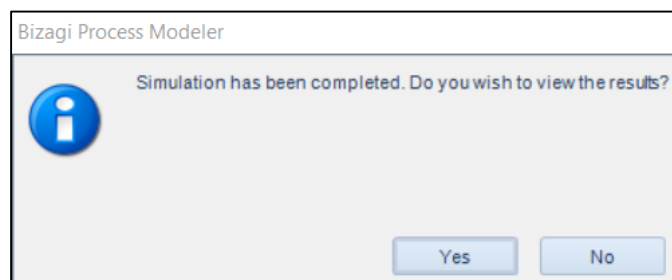 Bizagi Process Modeler
Simulation has been completed. Do you wish to view the results?
Yes No